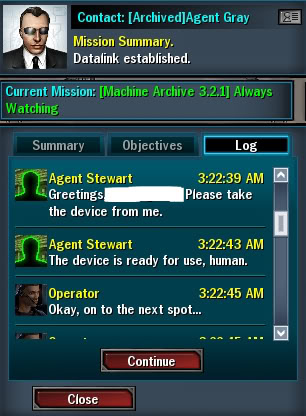 Contact: [Archived]Agent Gray
Mission Summary.
Datalink established.
Current Mission: [Machine Archive 3.2.1] Always
Watching
Summary
Objectives
Log
Agent Stewart 3:22:39 AM
Greetings, Please take
the device from me.
Agent Stewart 3:22:43 AM
The device is ready for use, human.
Operator 3:22:45 AM
Okay, on to the next spot...
Continue
Close